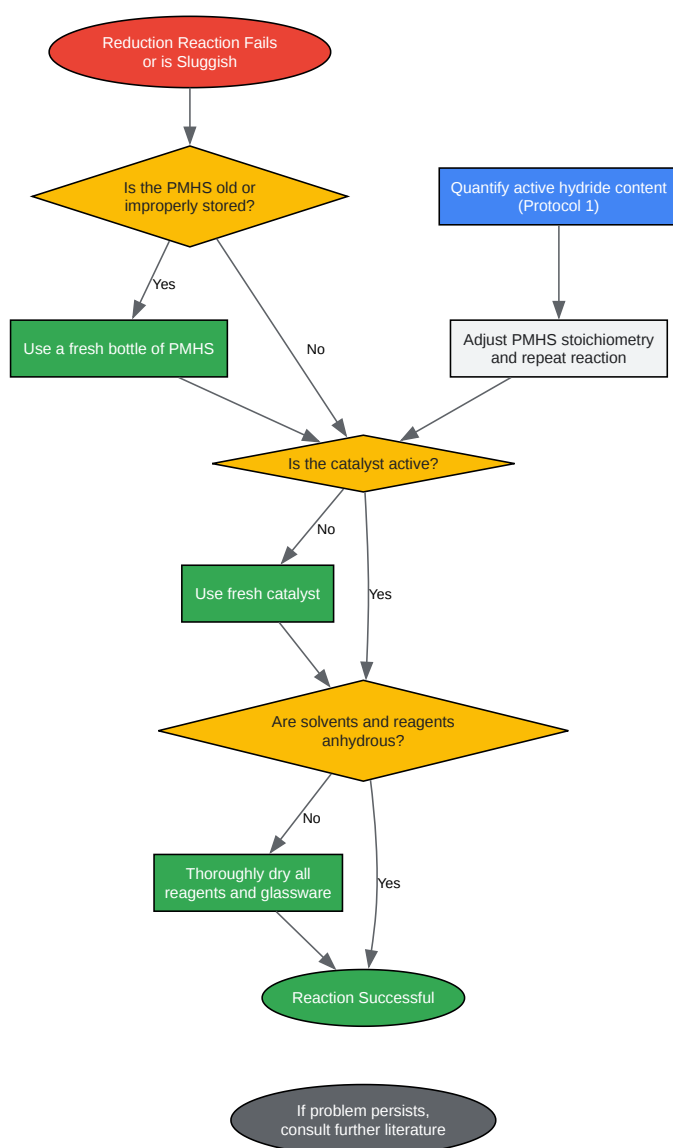 Reduction Reaction Fails
or is Sluggish
Is the PMHS old or
improperly stored?
Quantify active hydride content
(Protocol 1)
Yes
No
Use a fresh bottle of PMHS
Adjust PMHS stoichiometry
and repeat reaction
Is the catalyst active?
No
Yes
Use fresh catalyst
Are solvents and reagents
anhydrous?
No
Yes
Thoroughly dry all
reagents and glassware
Reaction Successful
If problem persists,
consult further literature